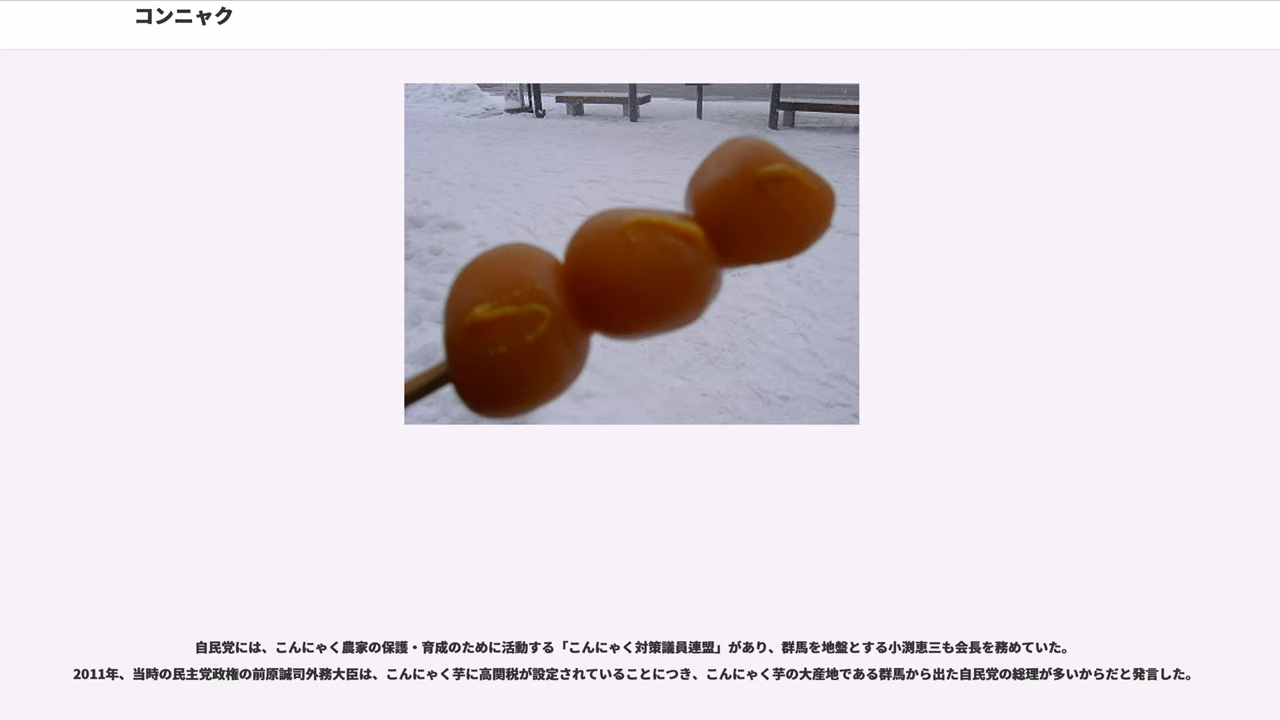 コンニャク
自民党には、こんにゃく農家の保護・育成のために活動する「こんにゃく対策議員連盟」があり、群馬を地盤とする小渕恵三も会長を務めていた。
2011年、当時の民主党政権の前原誠司外務大臣は、こんにゃく芋に高関税が設定されていることにつき、こんにゃく芋の大産地である群馬から出た自民党の総理が多いからだと発言した。